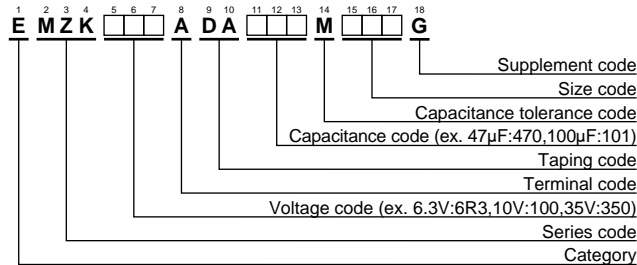 1 2 3 4 5 6 7 8 9 10 11 12 13 14 15 16 17 18
E M Z K □ □ □ A D A □ □ □ M □ □ □ G
Supplement code
Size code
Capacitance tolerance code
Capacitance code (ex. 47μF:470,100μF:101)
Taping code
Terminal code
Voltage code (ex. 6.3V:6R3,10V:100,35V:350)
Series code
Category